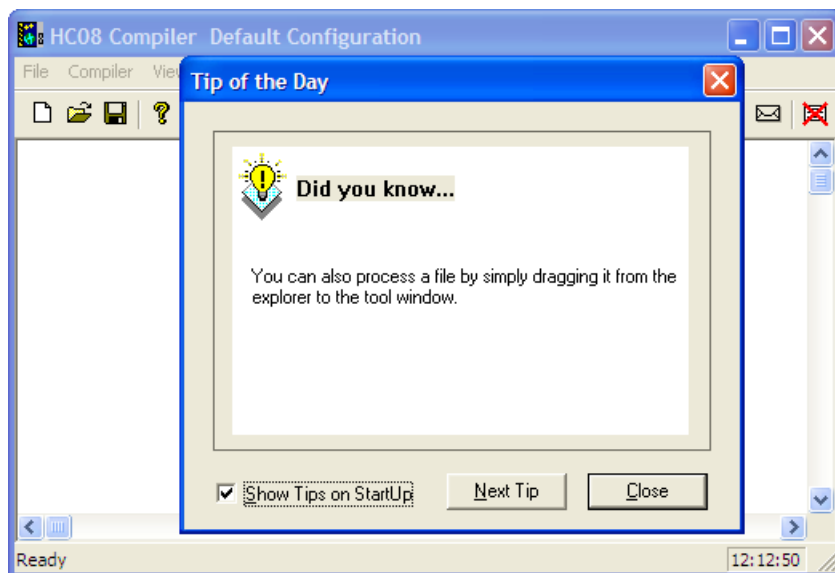 HC08 Compiler Default Configuration
File Compiler
Tip of the Day
Did you know...
You can also process a file by simply dragging it from the
explorer to the tool window.
Show Tips on StartUp
Next Tip
Close
Ready
12:12:50